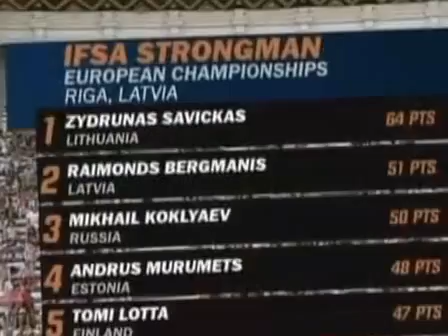 IFSA STRONGMAN
EUROPEAN CHAMPIONSHIPS
RIGA, LATVIA
1 ZYDRUNAS SAVICKAS 64 PTS
LITHUANIA
2 RAIMONDS BERGMANIS 51 PTS
LATVIA
3 MIKHAIL KOKLYAEV 50 PTS
RUSSIA
4 ANDRUS MURUMETS 48 PTS
ESTONIA
5 TOMI LOTTA 47 PTS
FINLAND